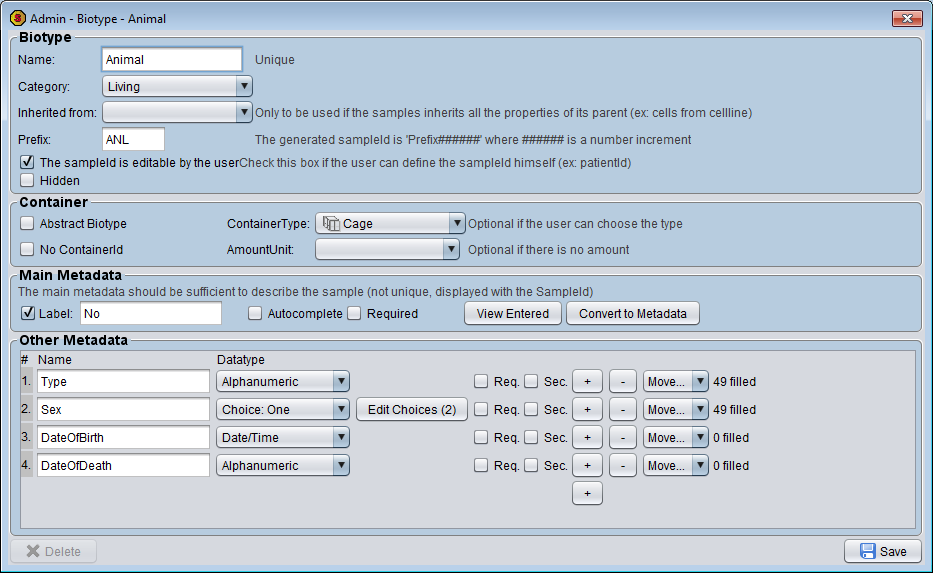 Admin - Biotype - Animal
Biotype
Name: Animal Unique
Category: Living
Inherited from: Only to be used if the samples inherits all the properties of its parent (ex: cells from cellline)
Prefix: ANL The generated sampleId is 'Prefix######' where ###### is a number increment
The sampleId is editable by the userCheck this box if the user can define the sampleId himself (ex: patientId)
Hidden
Container
Abstract Biotype ContainerType: Cage Optional if the user can choose the type
No ContainerId AmountUnit: Optional if there is no amount
Main Metadata
The main metadata should be sufficient to describe the sample (not unique, displayed with the SampleId)
Label: No Autocomplete Required View Entered Convert to Metadata
Other Metadata
# Name Datatype
1. Type Alphanumeric Req. Sec. + - Move... 49 filled
2. Sex Choice: One Edit Choices (2) Req. Sec. + - Move... 49 filled
3. DateOfBirth Date/Time Req. Sec. + - Move... 0 filled
4. DateOfDeath Alphanumeric Req. Sec. + - Move... 0 filled
+
Delete Save